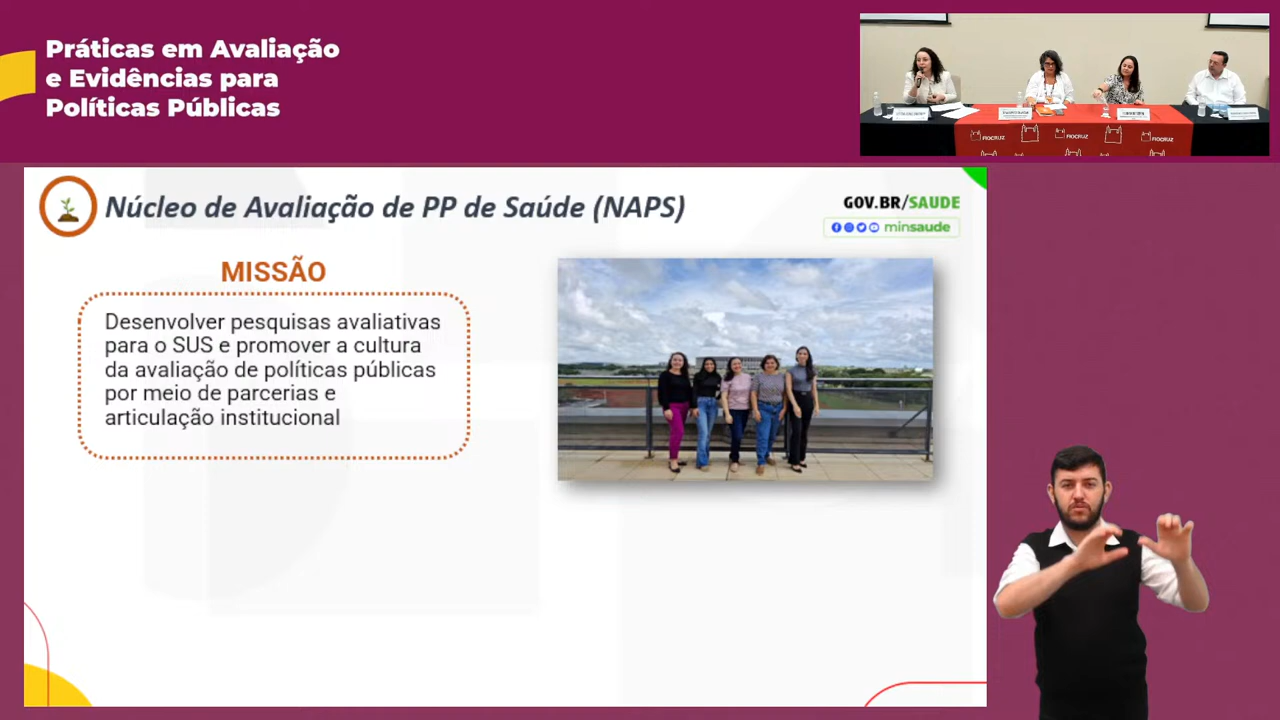 Práticas em Avaliação
e Evidências para
Políticas Públicas
FIOCRUZ
FIOCRUZ
FIOCRUZ
Núcleo de Avaliação de PP de Saúde (NAPS)
GOV.BR/SAUDE
minsaude
MISSÃO
Desenvolver pesquisas avaliativas
para o SUS e promover a cultura
da avaliação de políticas públicas
por meio de parcerias e
articulação institucional